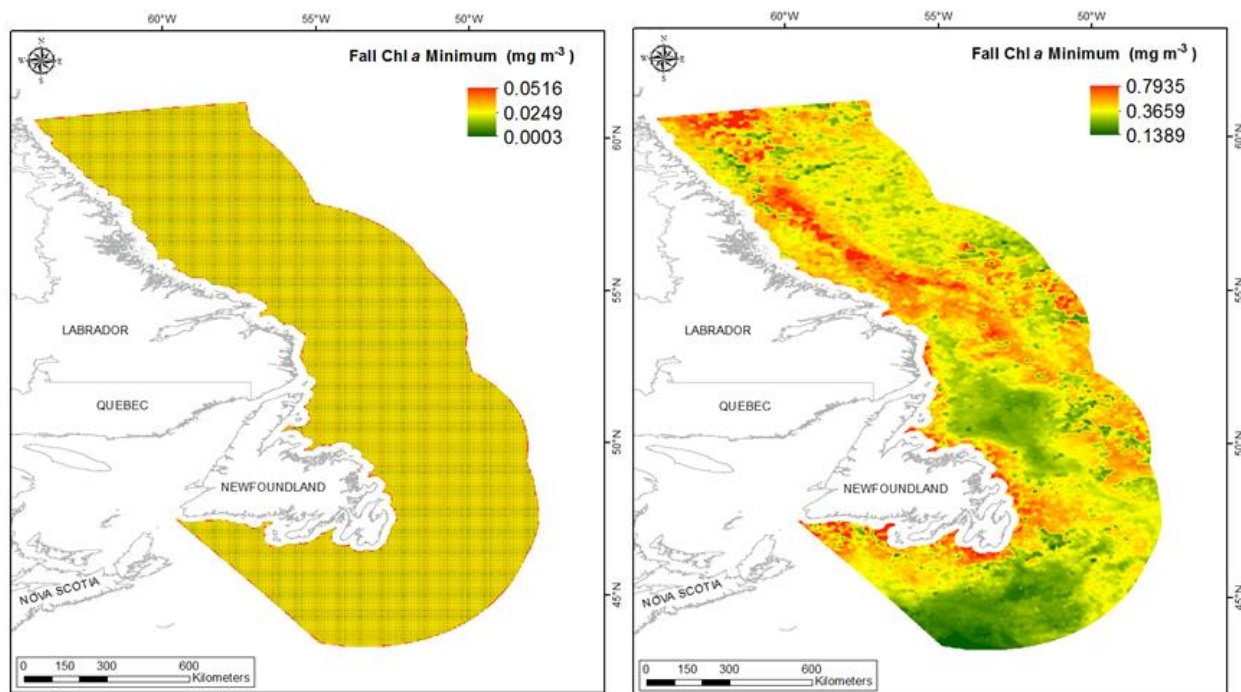 60°W 55°W 50°W
Fall Chl a Minimum (mg m-3)
0.0516
0.0249
0.0003
N
S
60°N
55°N
50°N
45°N
LABRADOR
QUEBEC
NEWFOUNDLAND
NOVA SCOTIA
0 150 300 600
Kilometers
60°W 55°W 50°W
Fall Chl a Minimum (mg m-3)
0.7935
0.3659
0.1389
N
S
60°N
55°N
50°N
45°N
LABRADOR
QUEBEC
NEWFOUNDLAND
NOVA SCOTIA
0 150 300 600
Kilometers